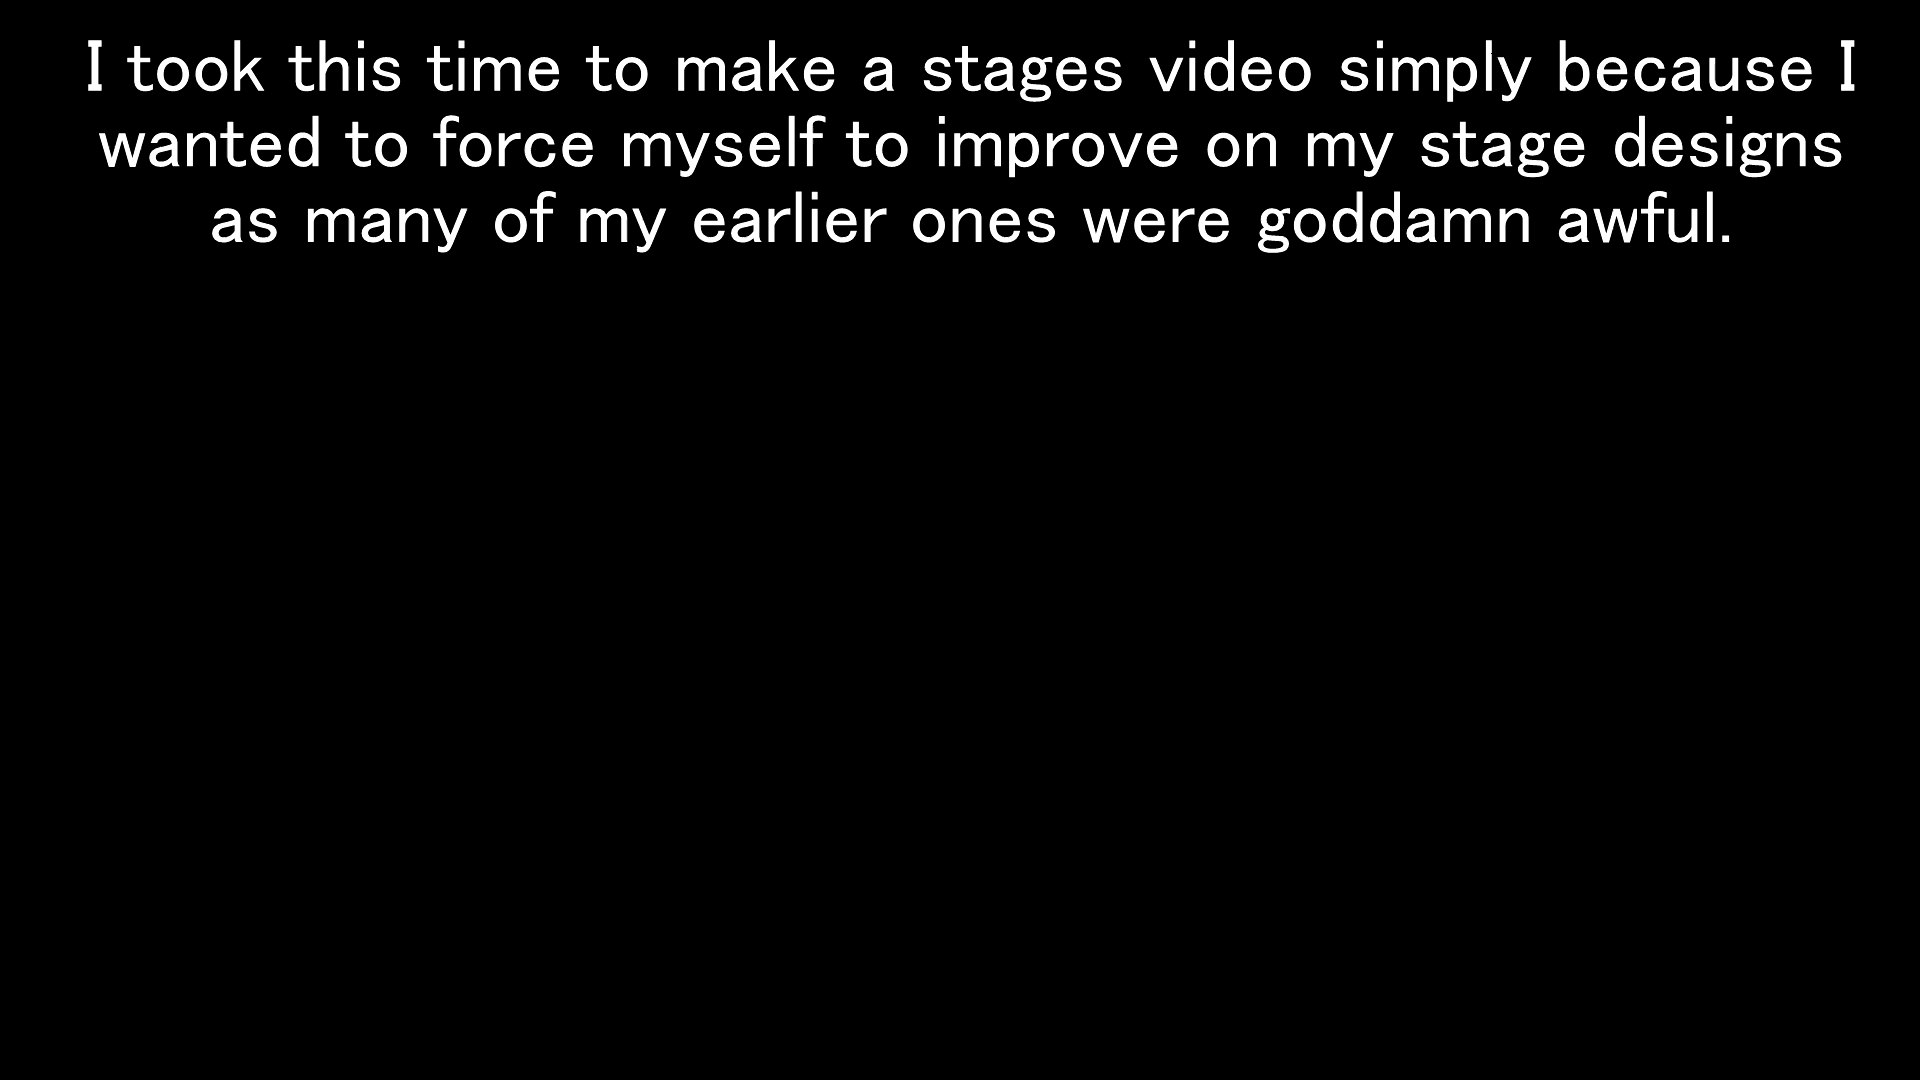 I took this time to make a stages video simply because I
wanted to force myself to improve on my stage designs
as many of my earlier ones were goddamn awful.